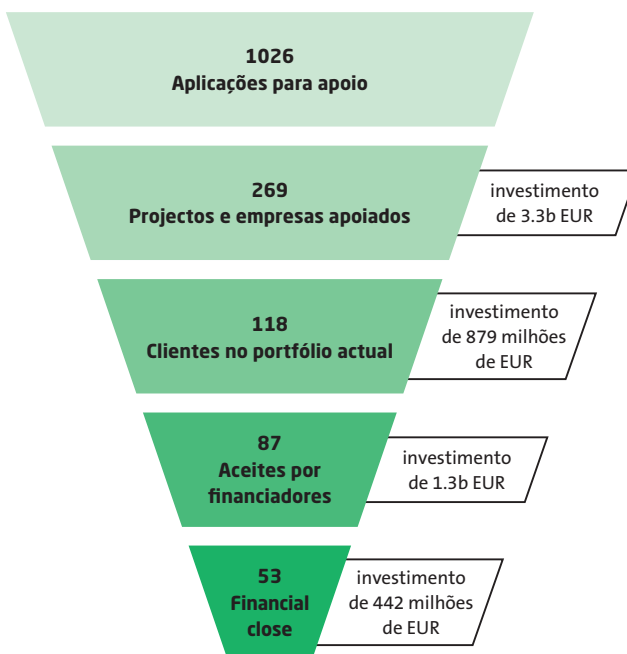 1026
Aplicações para apoio
269
Projectos e empresas apoiados
investimento
de 3.3b EUR
118
Clientes no portfólio actual
investimento
de 879 milhões
de EUR
87
Aceites por
financiadores
investimento
de 1.3b EUR
53
Financial
close
investimento
de 442 milhões
de EUR